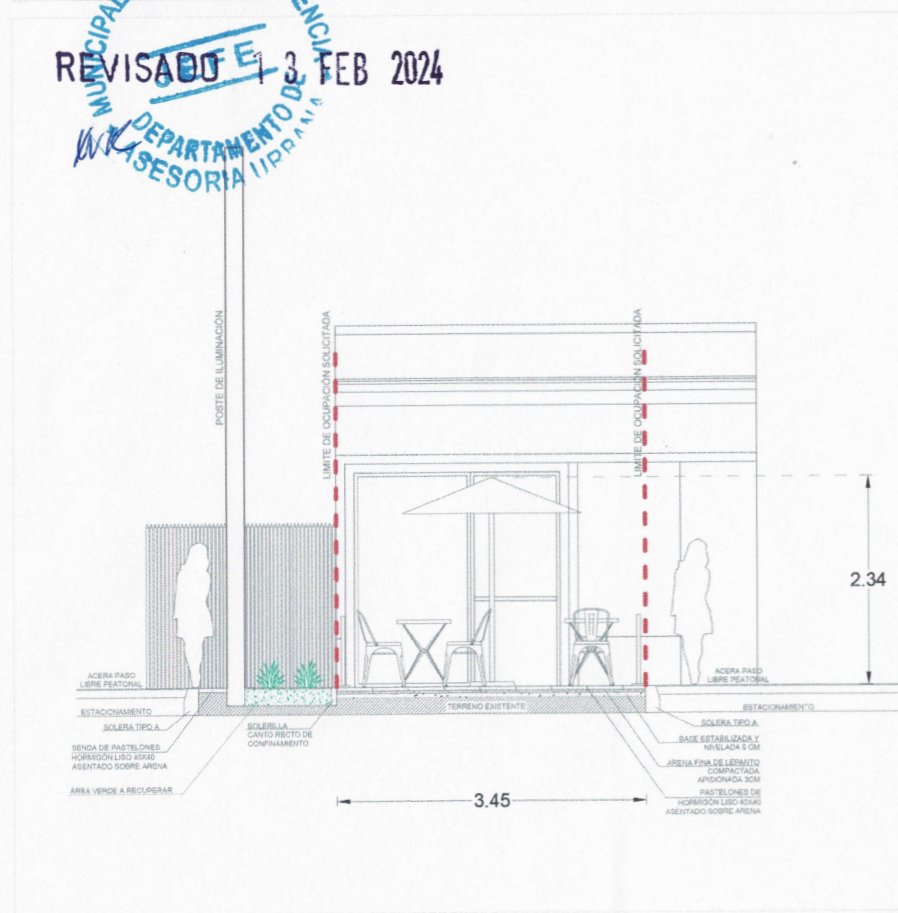 MUNICIPAL
REVISADO 13 FEB 2024
DEPARTAMENTO DE
ASESORIA URBANA
POSTE DE ILUMINACIÓN
LIMITE DE OCUPACIÓN SOLICITADA
LIMITE DE OCUPACIÓN SOLICITADA
2.34
ACERA PASO
LIBRE PEATONAL
ESTACIONAMIENTO
SOLERA TIPO A
SENDA DE PASTELONES
HORMIGÓN LISO 40X40
ASENTADO SOBRE ARENA
ÁREA VERDE A RECUPERAR
SOLERILLA
CANTO RECTO DE
CONFINAMIENTO
TERRENO EXISTENTE
ACERA PASO
LIBRE PEATONAL
ESTACIONAMIENTO
SOLERA TIPO A
BASE ESTABILIZADA Y
NIVELADA 5 CM
ARENA FINA DE LEPANTO
COMPACTADA
APISIONADA 3CM
PASTELONES DE
HORMIGÓN LISO 40X40
ASENTADO SOBRE ARENA
3.45